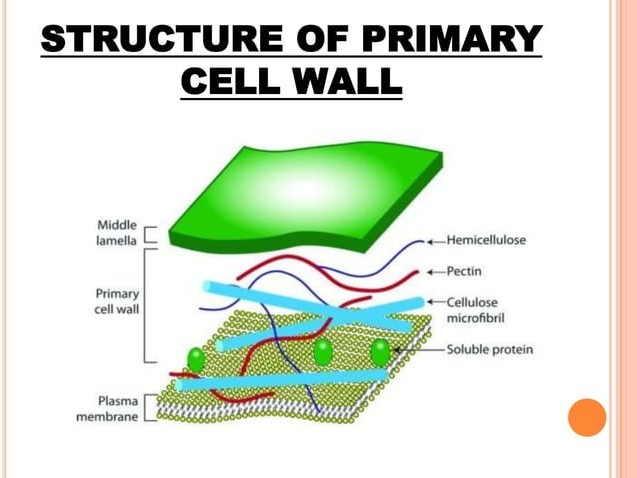 STRUCTURE OF PRIMARY
CELL WALL
Middle
lamella
Hemicellulose
Pectin
Primary
cell wall
Cellulose
microfibril
Soluble protein
Plasma
membrane